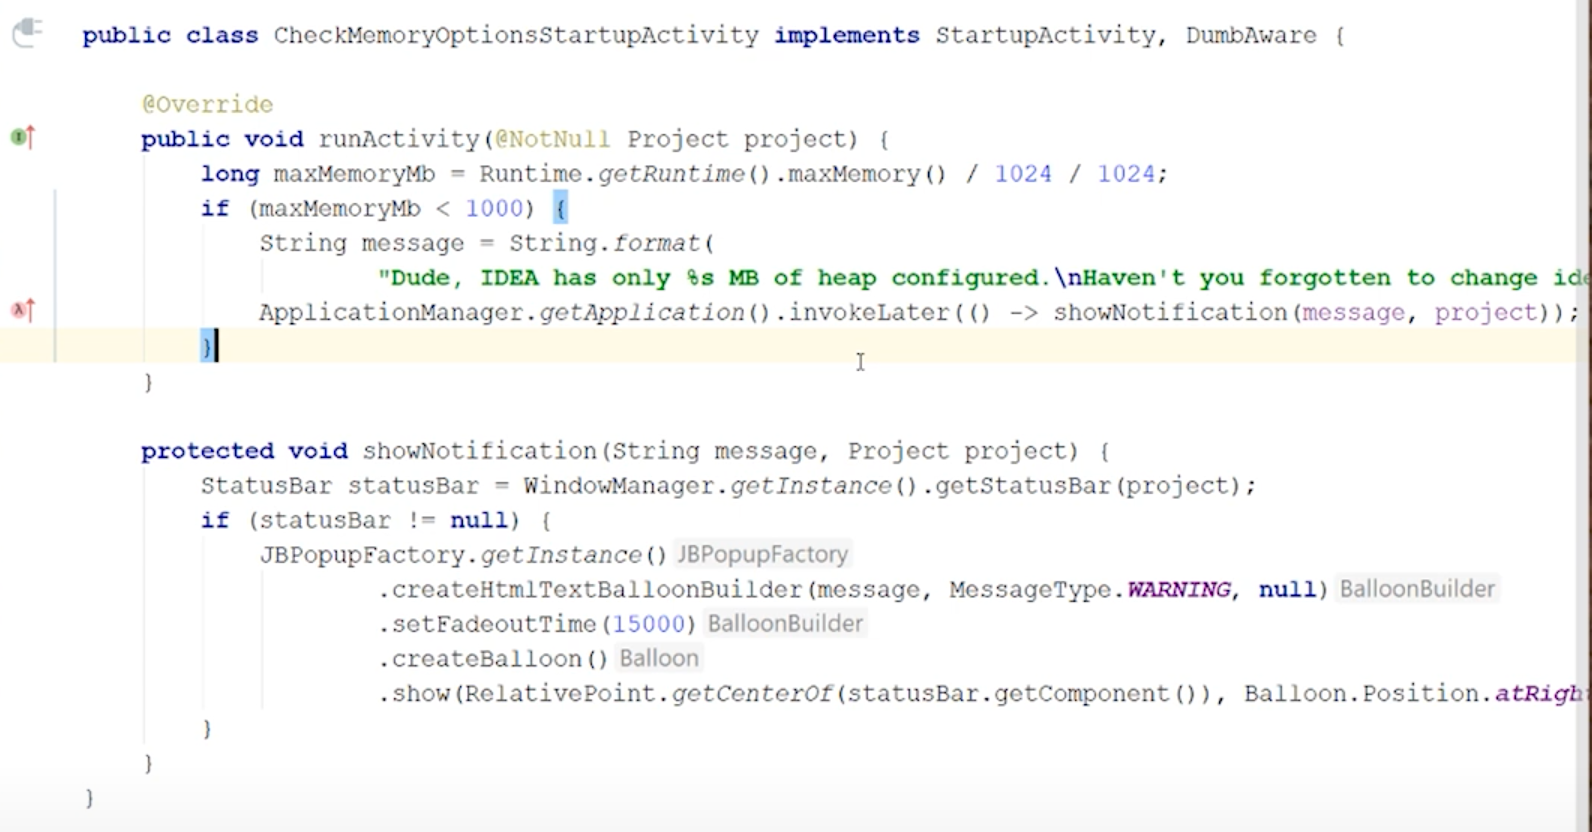 public class CheckMemoryOptionsStartupActivity implements StartupActivity, DumbAware {
@Override
public void runActivity(@NotNull Project project) {
long maxMemoryMb = Runtime.getRuntime().maxMemory() / 1024 / 1024;
if (maxMemoryMb < 1000) {
String message = String.format(
"Dude, IDEA has only %s MB of heap configured.\nHaven't you forgotten to change
ApplicationManager.getApplication().invokeLater(() -> showNotification(message, project));
}
}
protected void showNotification(String message, Project project) {
StatusBar statusBar = WindowManager.getInstance().getStatusBar(project);
if (statusBar != null) {
JBPopupFactory.getInstance() JBPopupFactory
.createHtmlTextBalloonBuilder(message, MessageType.WARNING, null) BalloonBuilder
.setFadeoutTime(15000) BalloonBuilder
.createBalloon() Balloon
.show(RelativePoint.getCenterOf(statusBar.getComponent()), Balloon.Position.
}
}
}